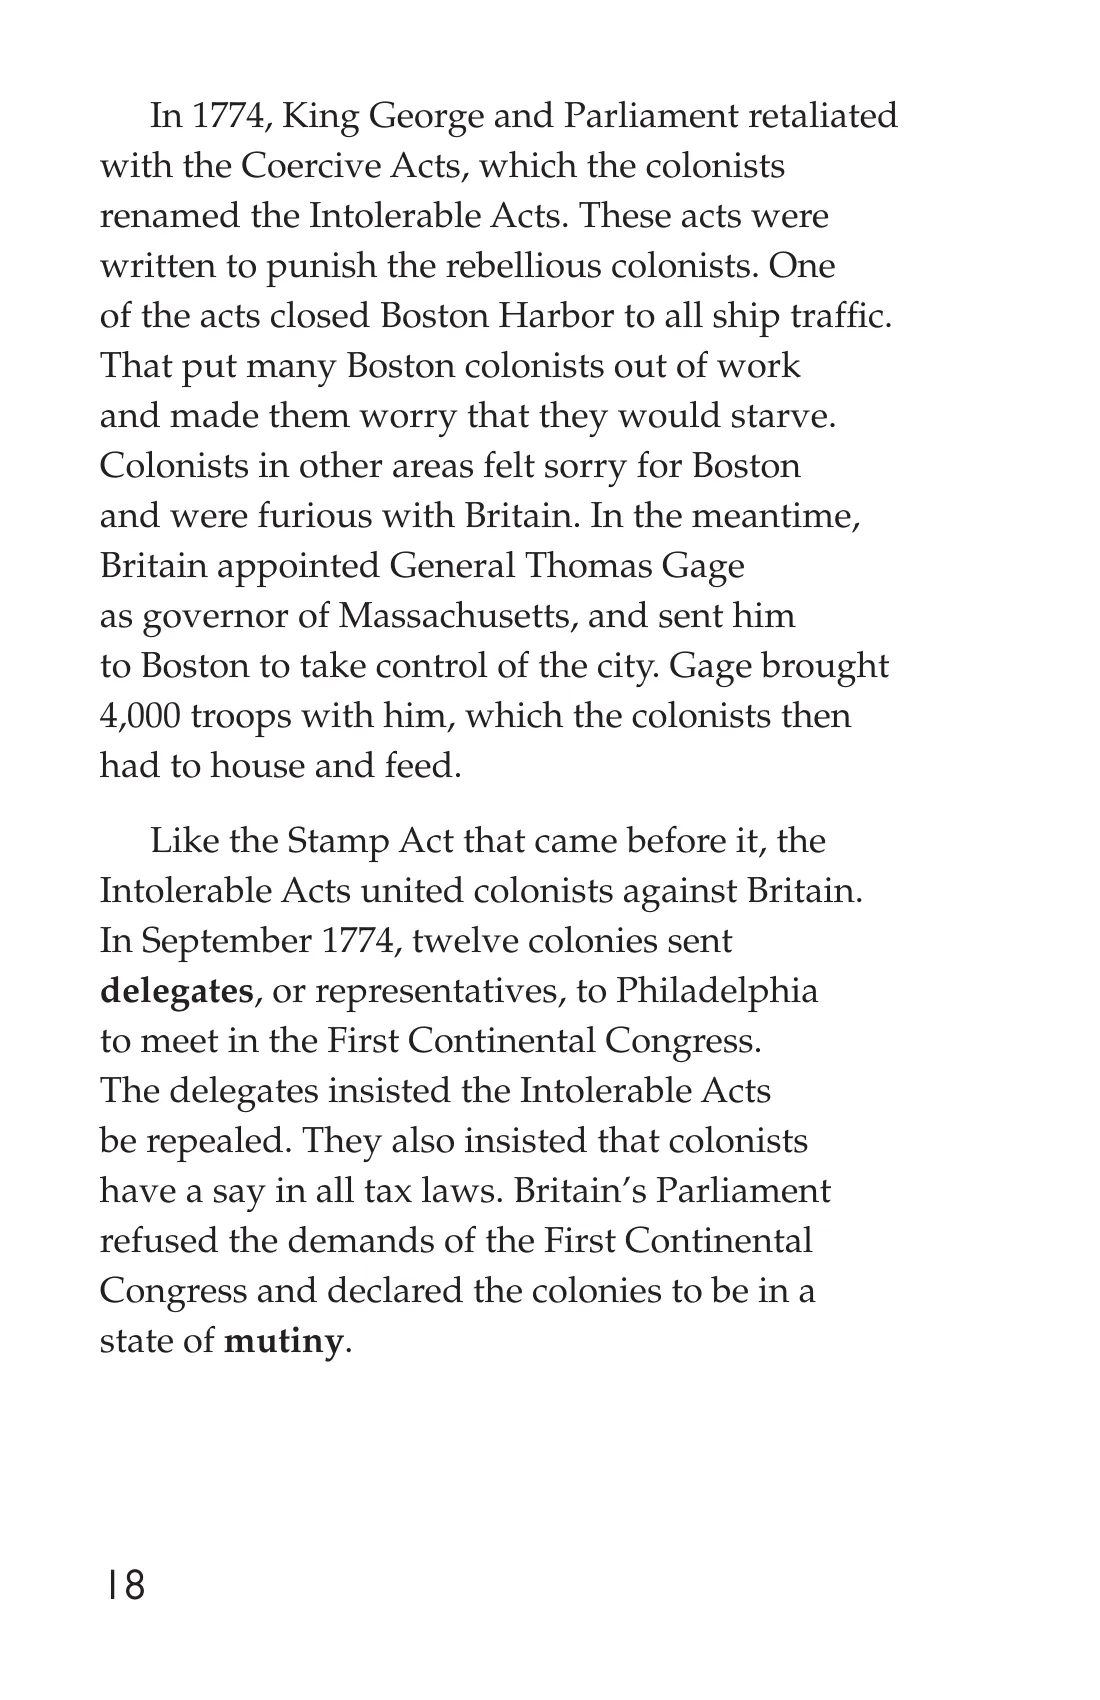 In 1774, King George and Parliament retaliated
with the Coercive Acts, which the colonists
renamed the Intolerable Acts. These acts were
written to punish the rebellious colonists. One
of the acts closed Boston Harbor to all ship traffic.
That put many Boston colonists out of work
and made them worry that they would starve.
Colonists in other areas felt sorry for Boston
and were furious with Britain. In the meantime,
Britain appointed General Thomas Gage
as governor of Massachusetts, and sent him
to Boston to take control of the city. Gage brought
4,000 troops with him, which the colonists then
had to house and feed.
Like the Stamp Act that came before it, the
Intolerable Acts united colonists against Britain.
In September 1774, twelve colonies sent
delegates, or representatives, to Philadelphia
to meet in the First Continental Congress.
The delegates insisted the Intolerable Acts
be repealed. They also insisted that colonists
have a say in all tax laws. Britain’s Parliament
refused the demands of the First Continental
Congress and declared the colonies to be in a
state of mutiny.
18